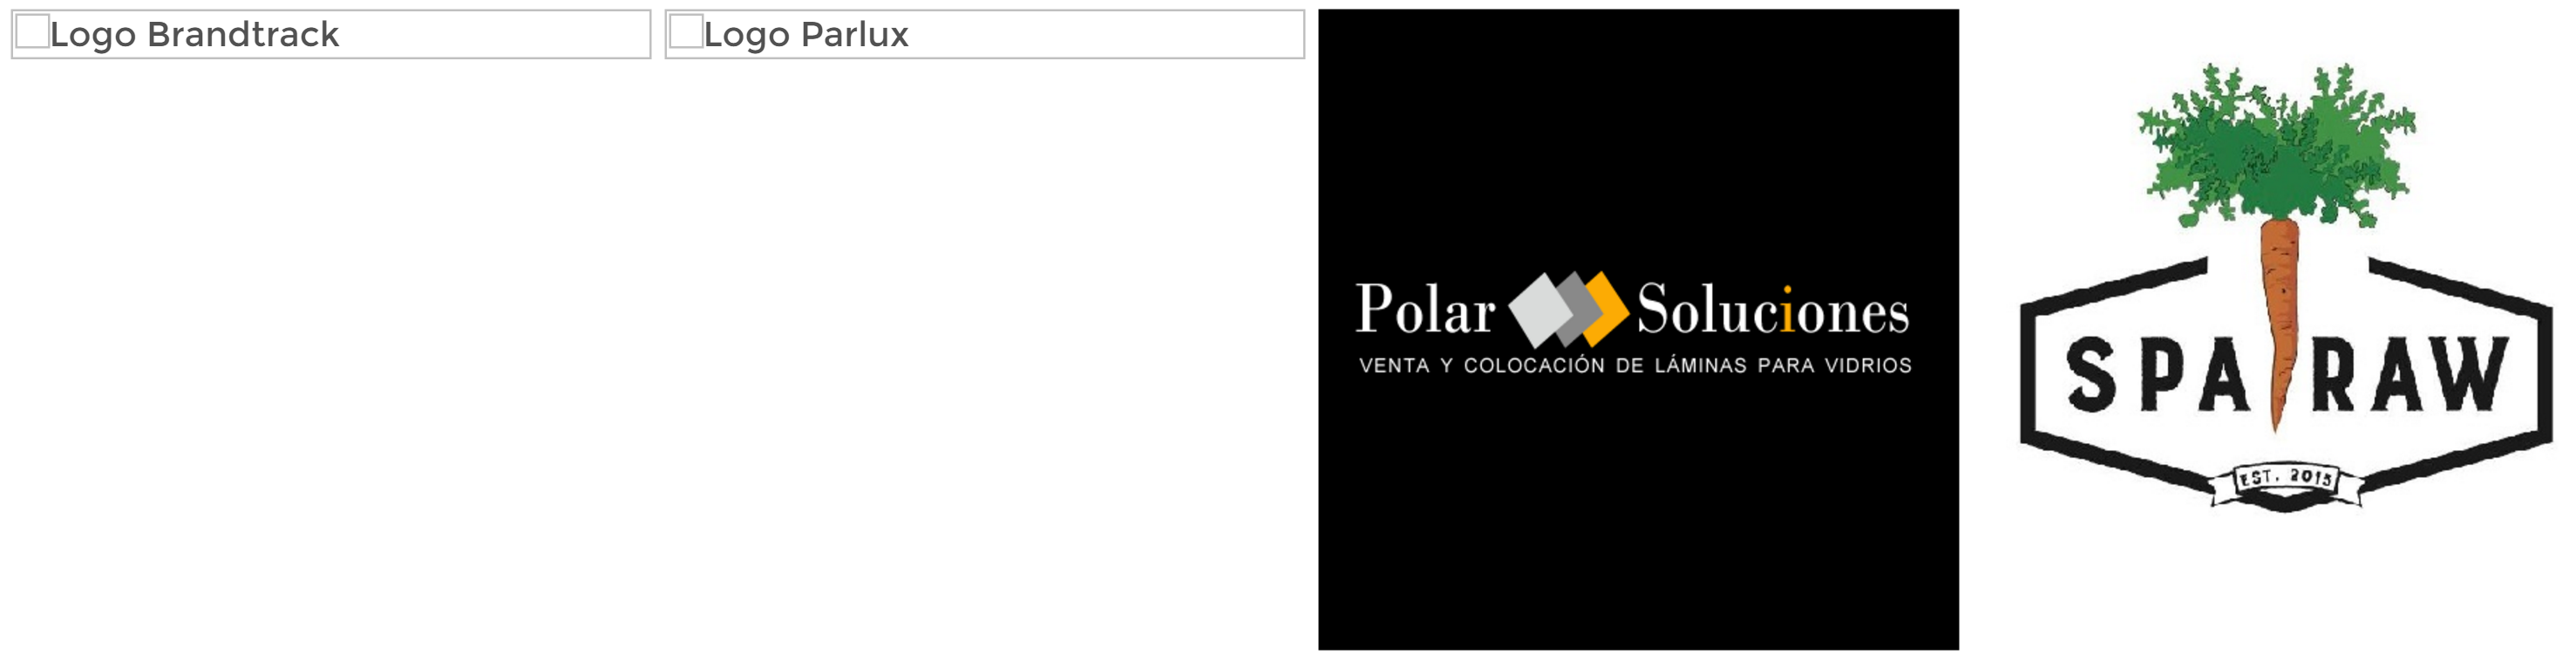 Logo Brandtrack
Logo Parlux
Polar Soluciones
VENTA Y COLOCACIÓN DE LÁMINAS PARA VIDRIOS
SPA RAW
EST. 2015